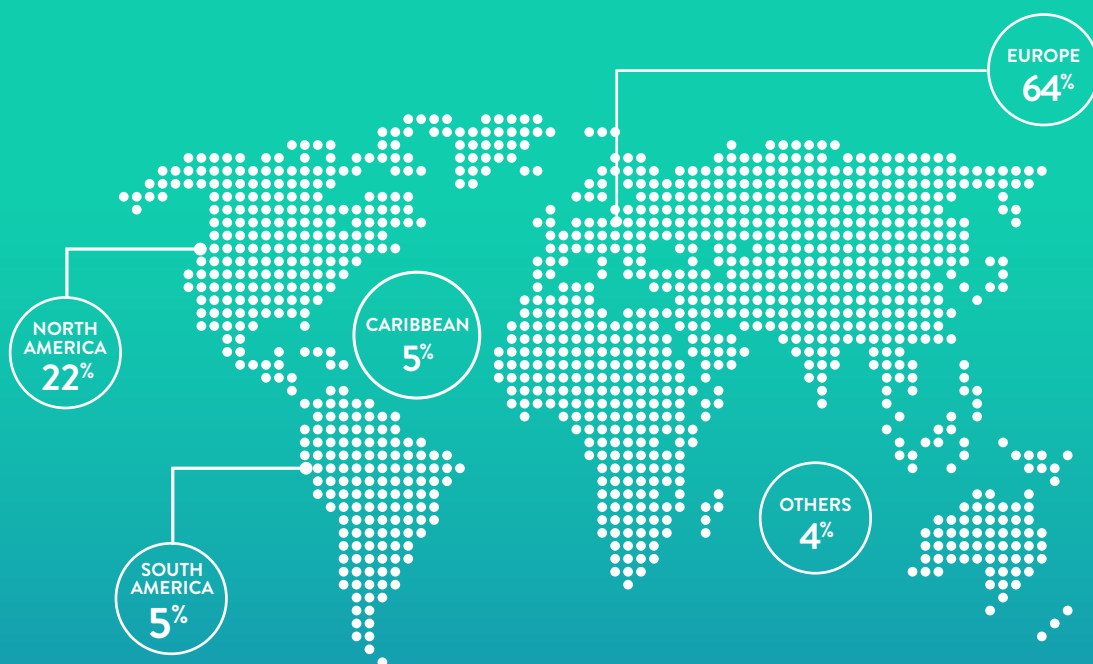 EUROPE
64%
NORTH
AMERICA
22%
CARIBBEAN
5%
OTHERS
4%
SOUTH
AMERICA
5%